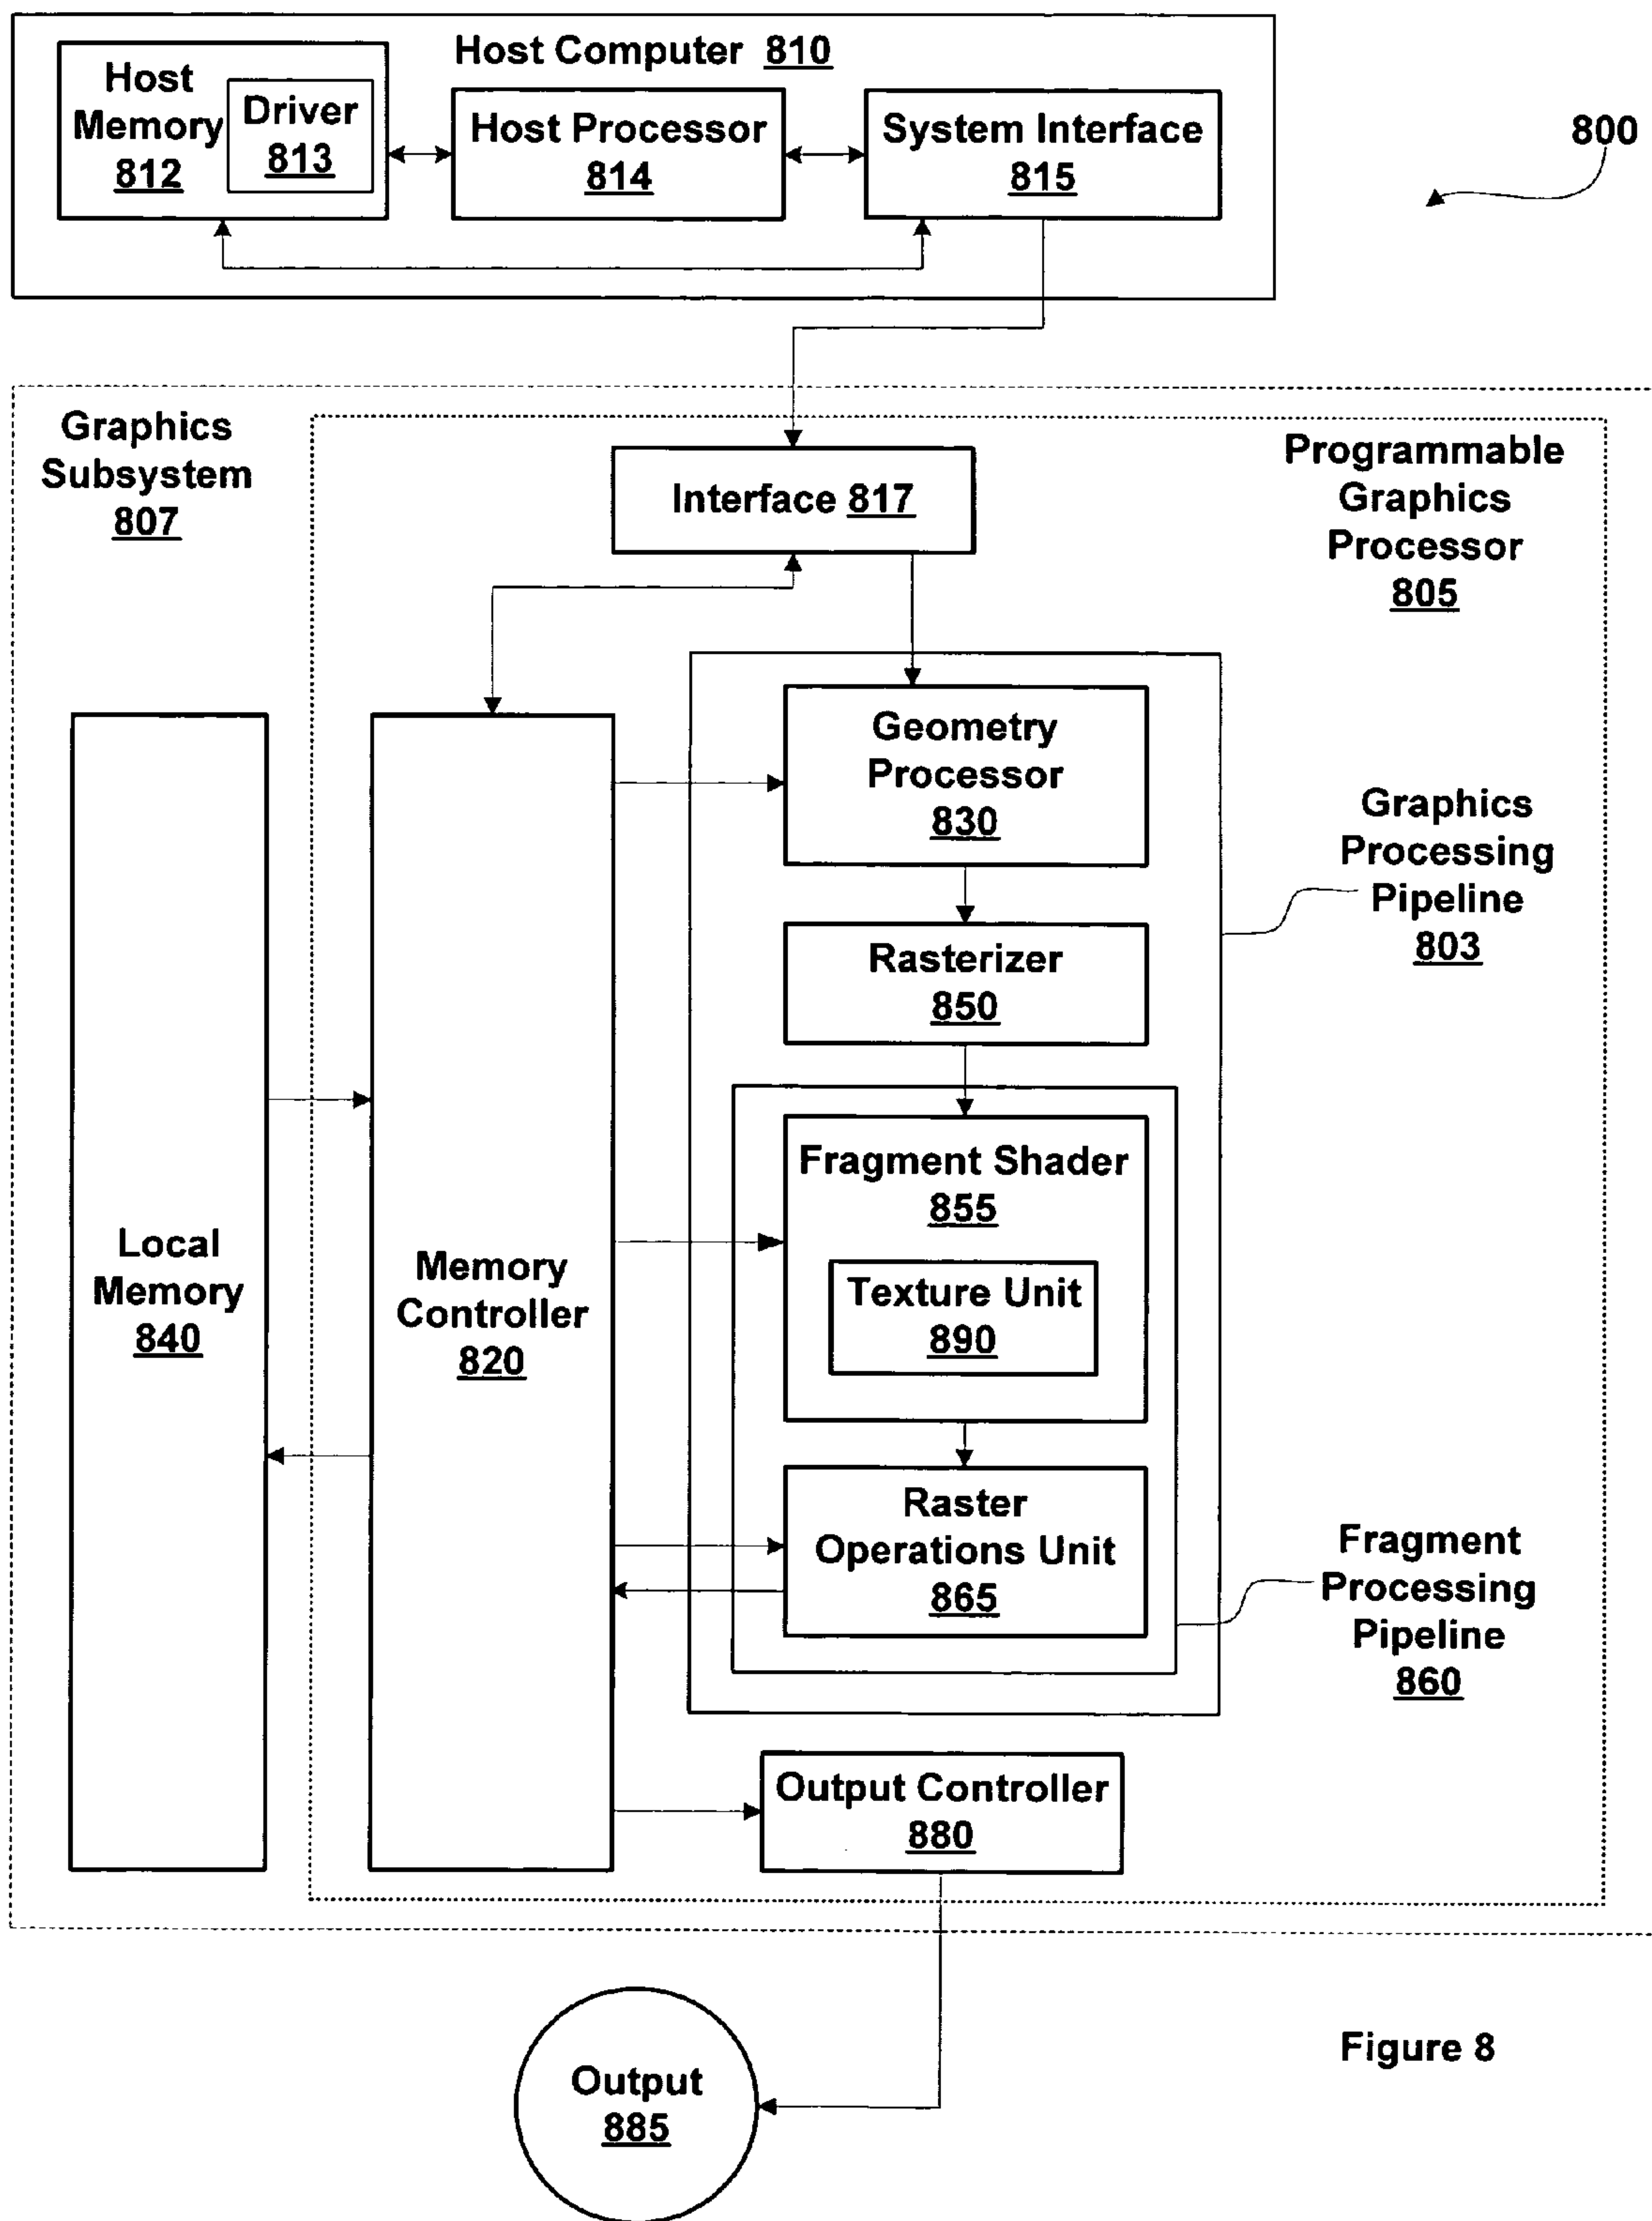 Host Computer 810
Host
Memory
812
Driver
813
Host Processor
814
System Interface
815
800
Graphics
Subsystem
807
Interface 817
Programmable
Graphics
Processor
805
Geometry
Processor
830
Graphics
Processing
Pipeline
803
Rasterizer
850
Fragment Shader
855
Texture Unit
890
Local
Memory
840
Memory
Controller
820
Raster
Operations Unit
865
Fragment
Processing
Pipeline
860
Output Controller
880
Output
885
Figure 8